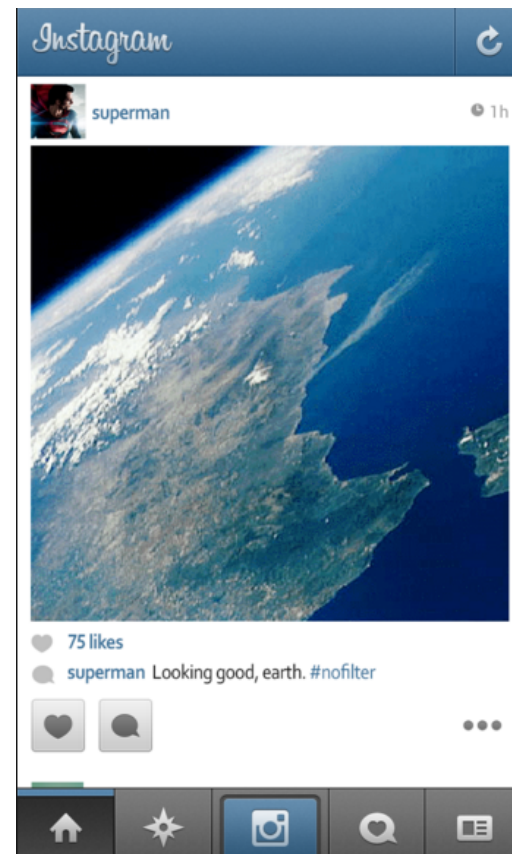 Instagram
superman
1h
75 likes
superman Looking good, earth. #nofilter